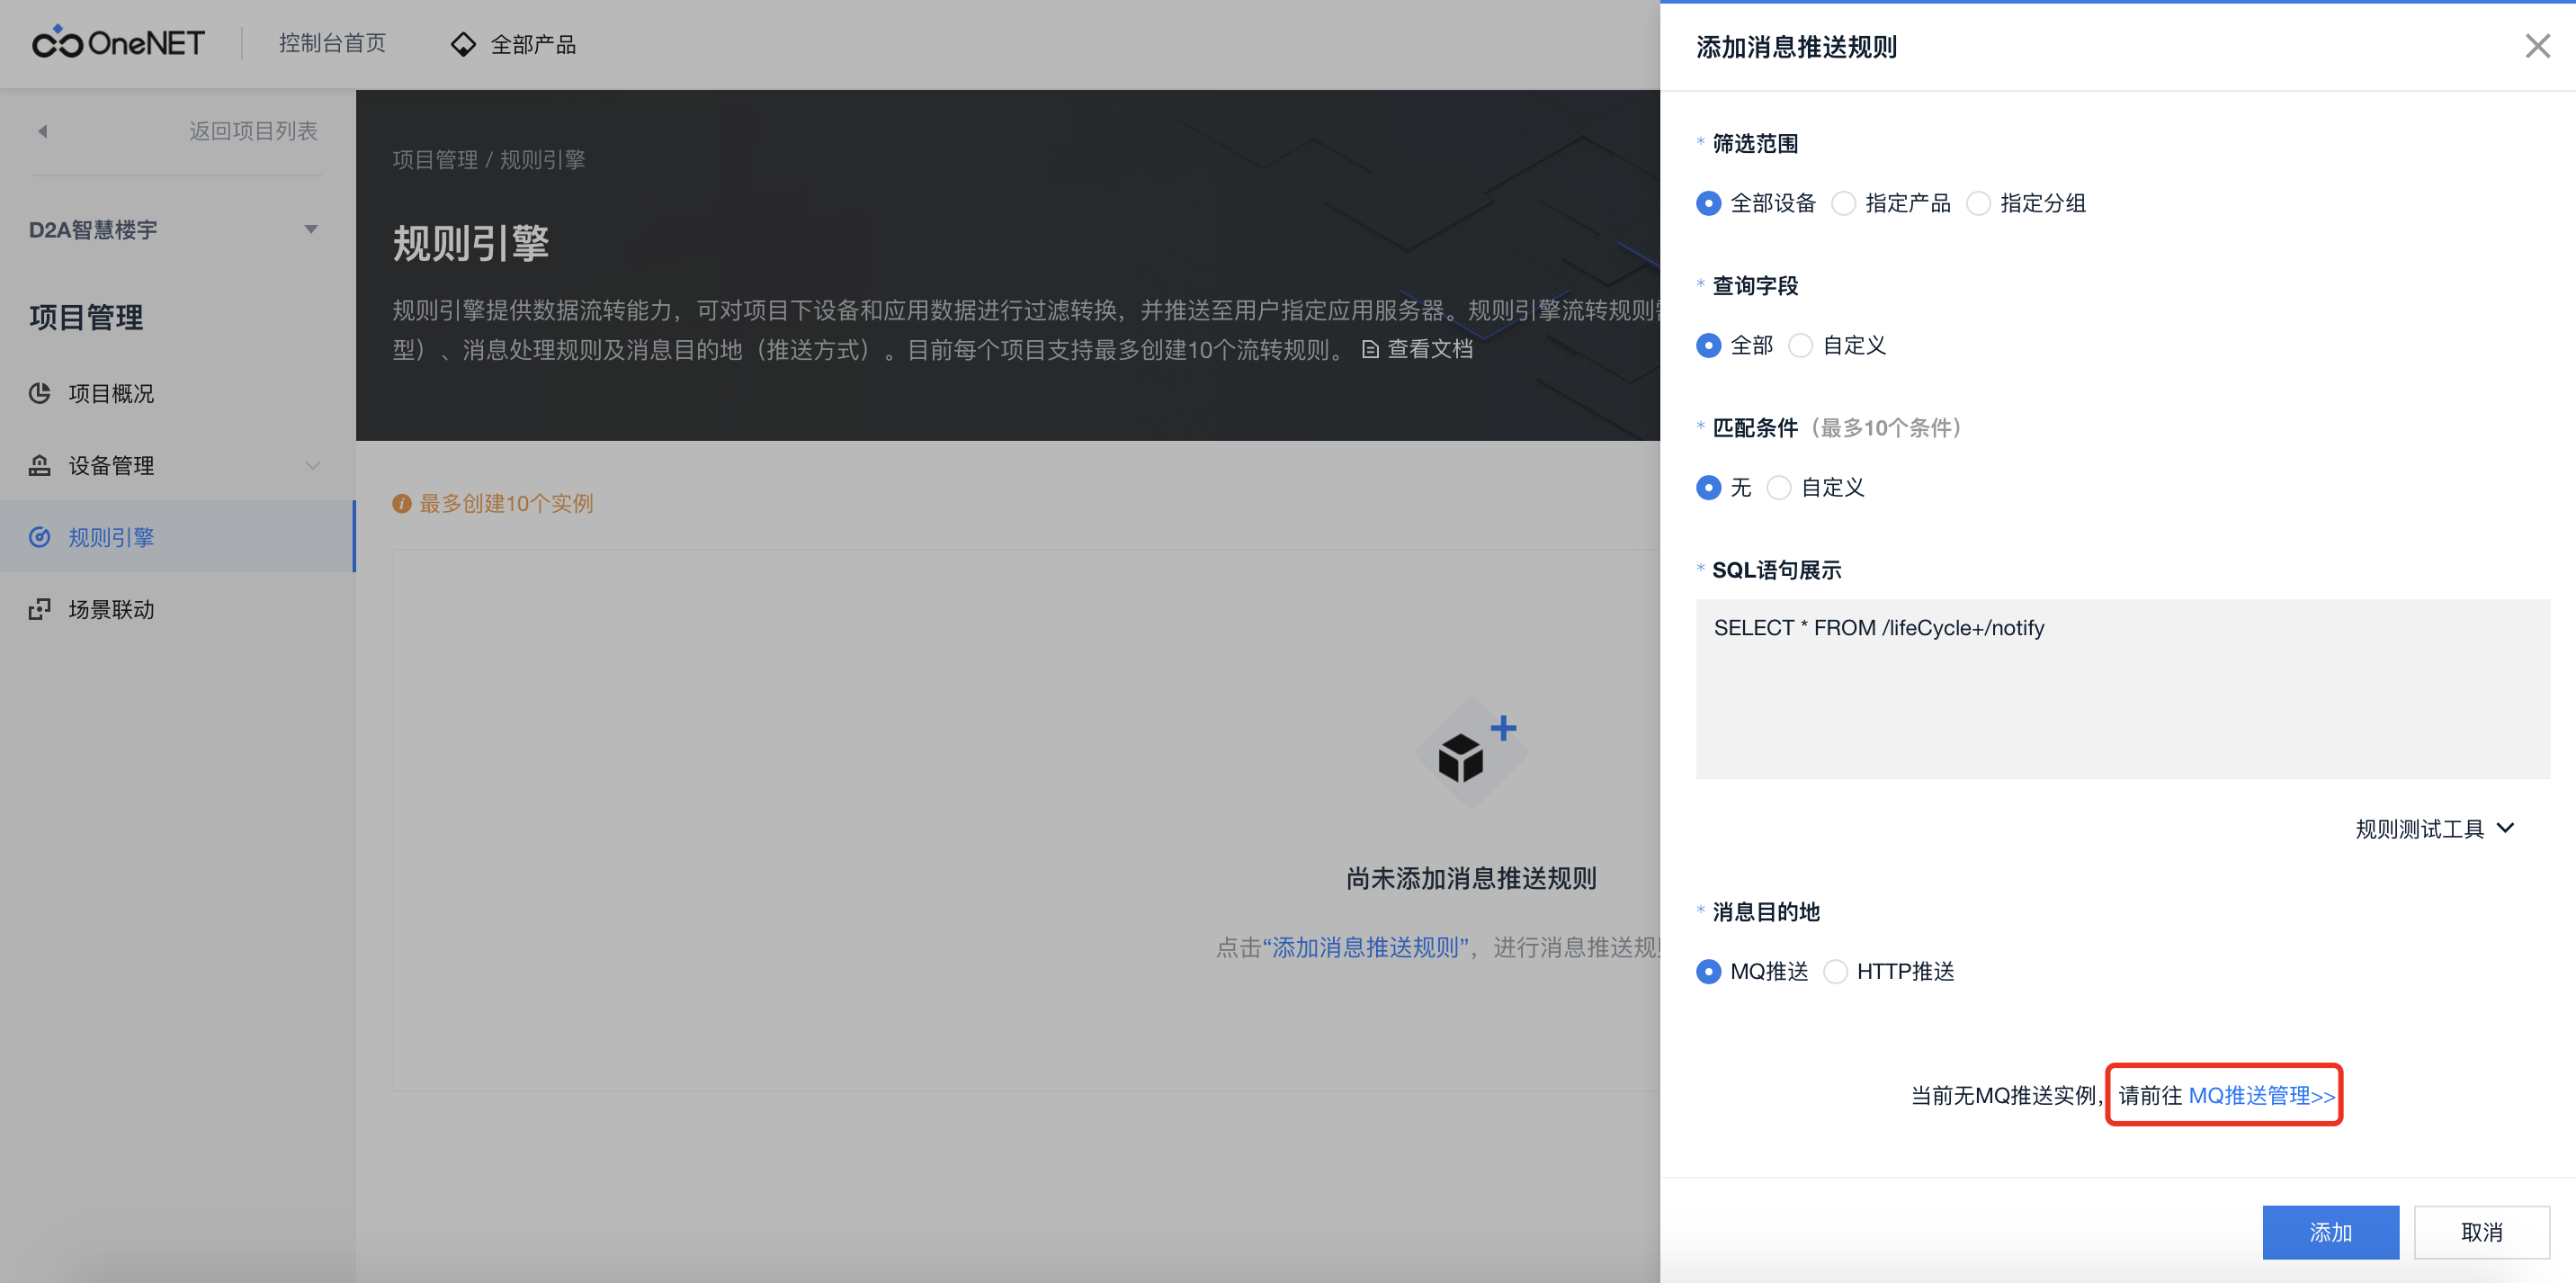 OneNET
控制台首页
全部产品
返回项目列表
D2A智慧楼宇
项目管理
项目概况
设备管理
规则引擎
场景联动
项目管理 / 规则引擎
规则引擎
规则引擎提供数据流转能力，可对项目下设备和应用数据进行过滤转换，并推送至用户指定应用服务器。规则引擎流转规则
型）、消息处理规则及消息目的地（推送方式）。目前每个项目支持最多创建10个流转规则。 查看文档
最多创建10个实例
尚未添加消息推送规则
点击“添加消息推送规则”，进行消息推送规
添加消息推送规则
* 筛选范围
全部设备 指定产品 指定分组
* 查询字段
全部 自定义
* 匹配条件（最多10个条件）
无 自定义
* SQL语句展示
SELECT * FROM /lifeCycle+/notify
规则测试工具
* 消息目的地
MQ推送 HTTP推送
当前无MQ推送实例, 请前往 MQ推送管理>>
添加 取消